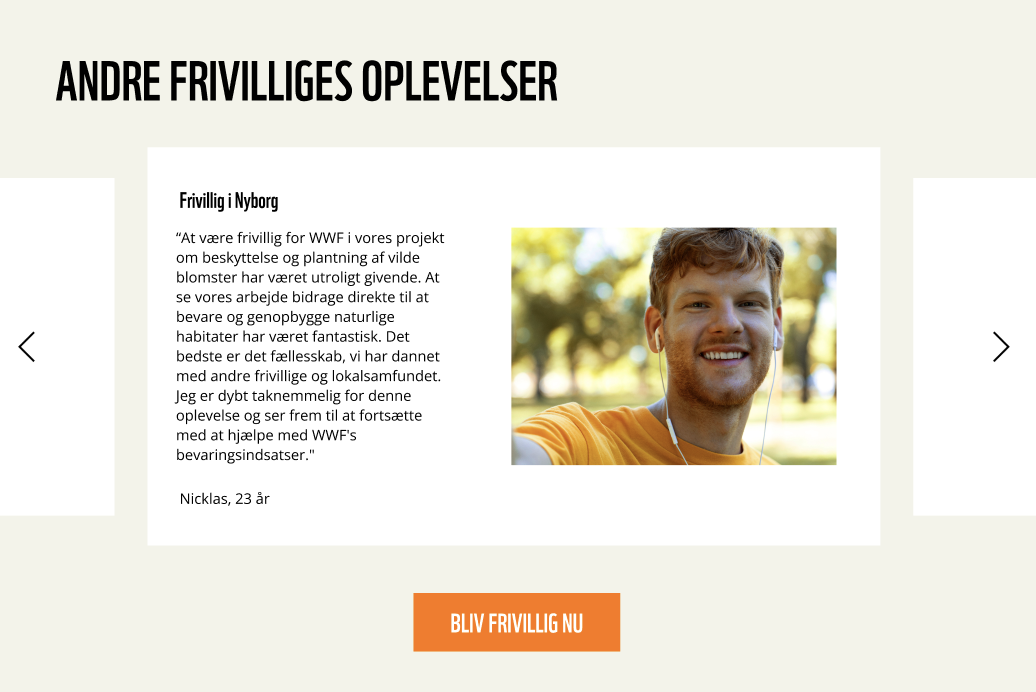 ANDRE FRIVILLIGES OPLEVELSER
Frivillig i Nyborg
“At være frivillig for WWF i vores projekt
om beskyttelse og plantning af vilde
blomster har været utroligt givende. At
se vores arbejde bidrage direkte til at
bevare og genopbygge naturlige
habitater har været fantastisk. Det
bedste er det fællesskab, vi har dannet
med andre frivillige og lokalsamfundet.
Jeg er dybt taknemmelig for denne
oplevelse og ser frem til at fortsætte
med at hjælpe med WWF's
bevaringsindsatser."
Nicklas, 23 år
BLIV FRIVILLIG NU